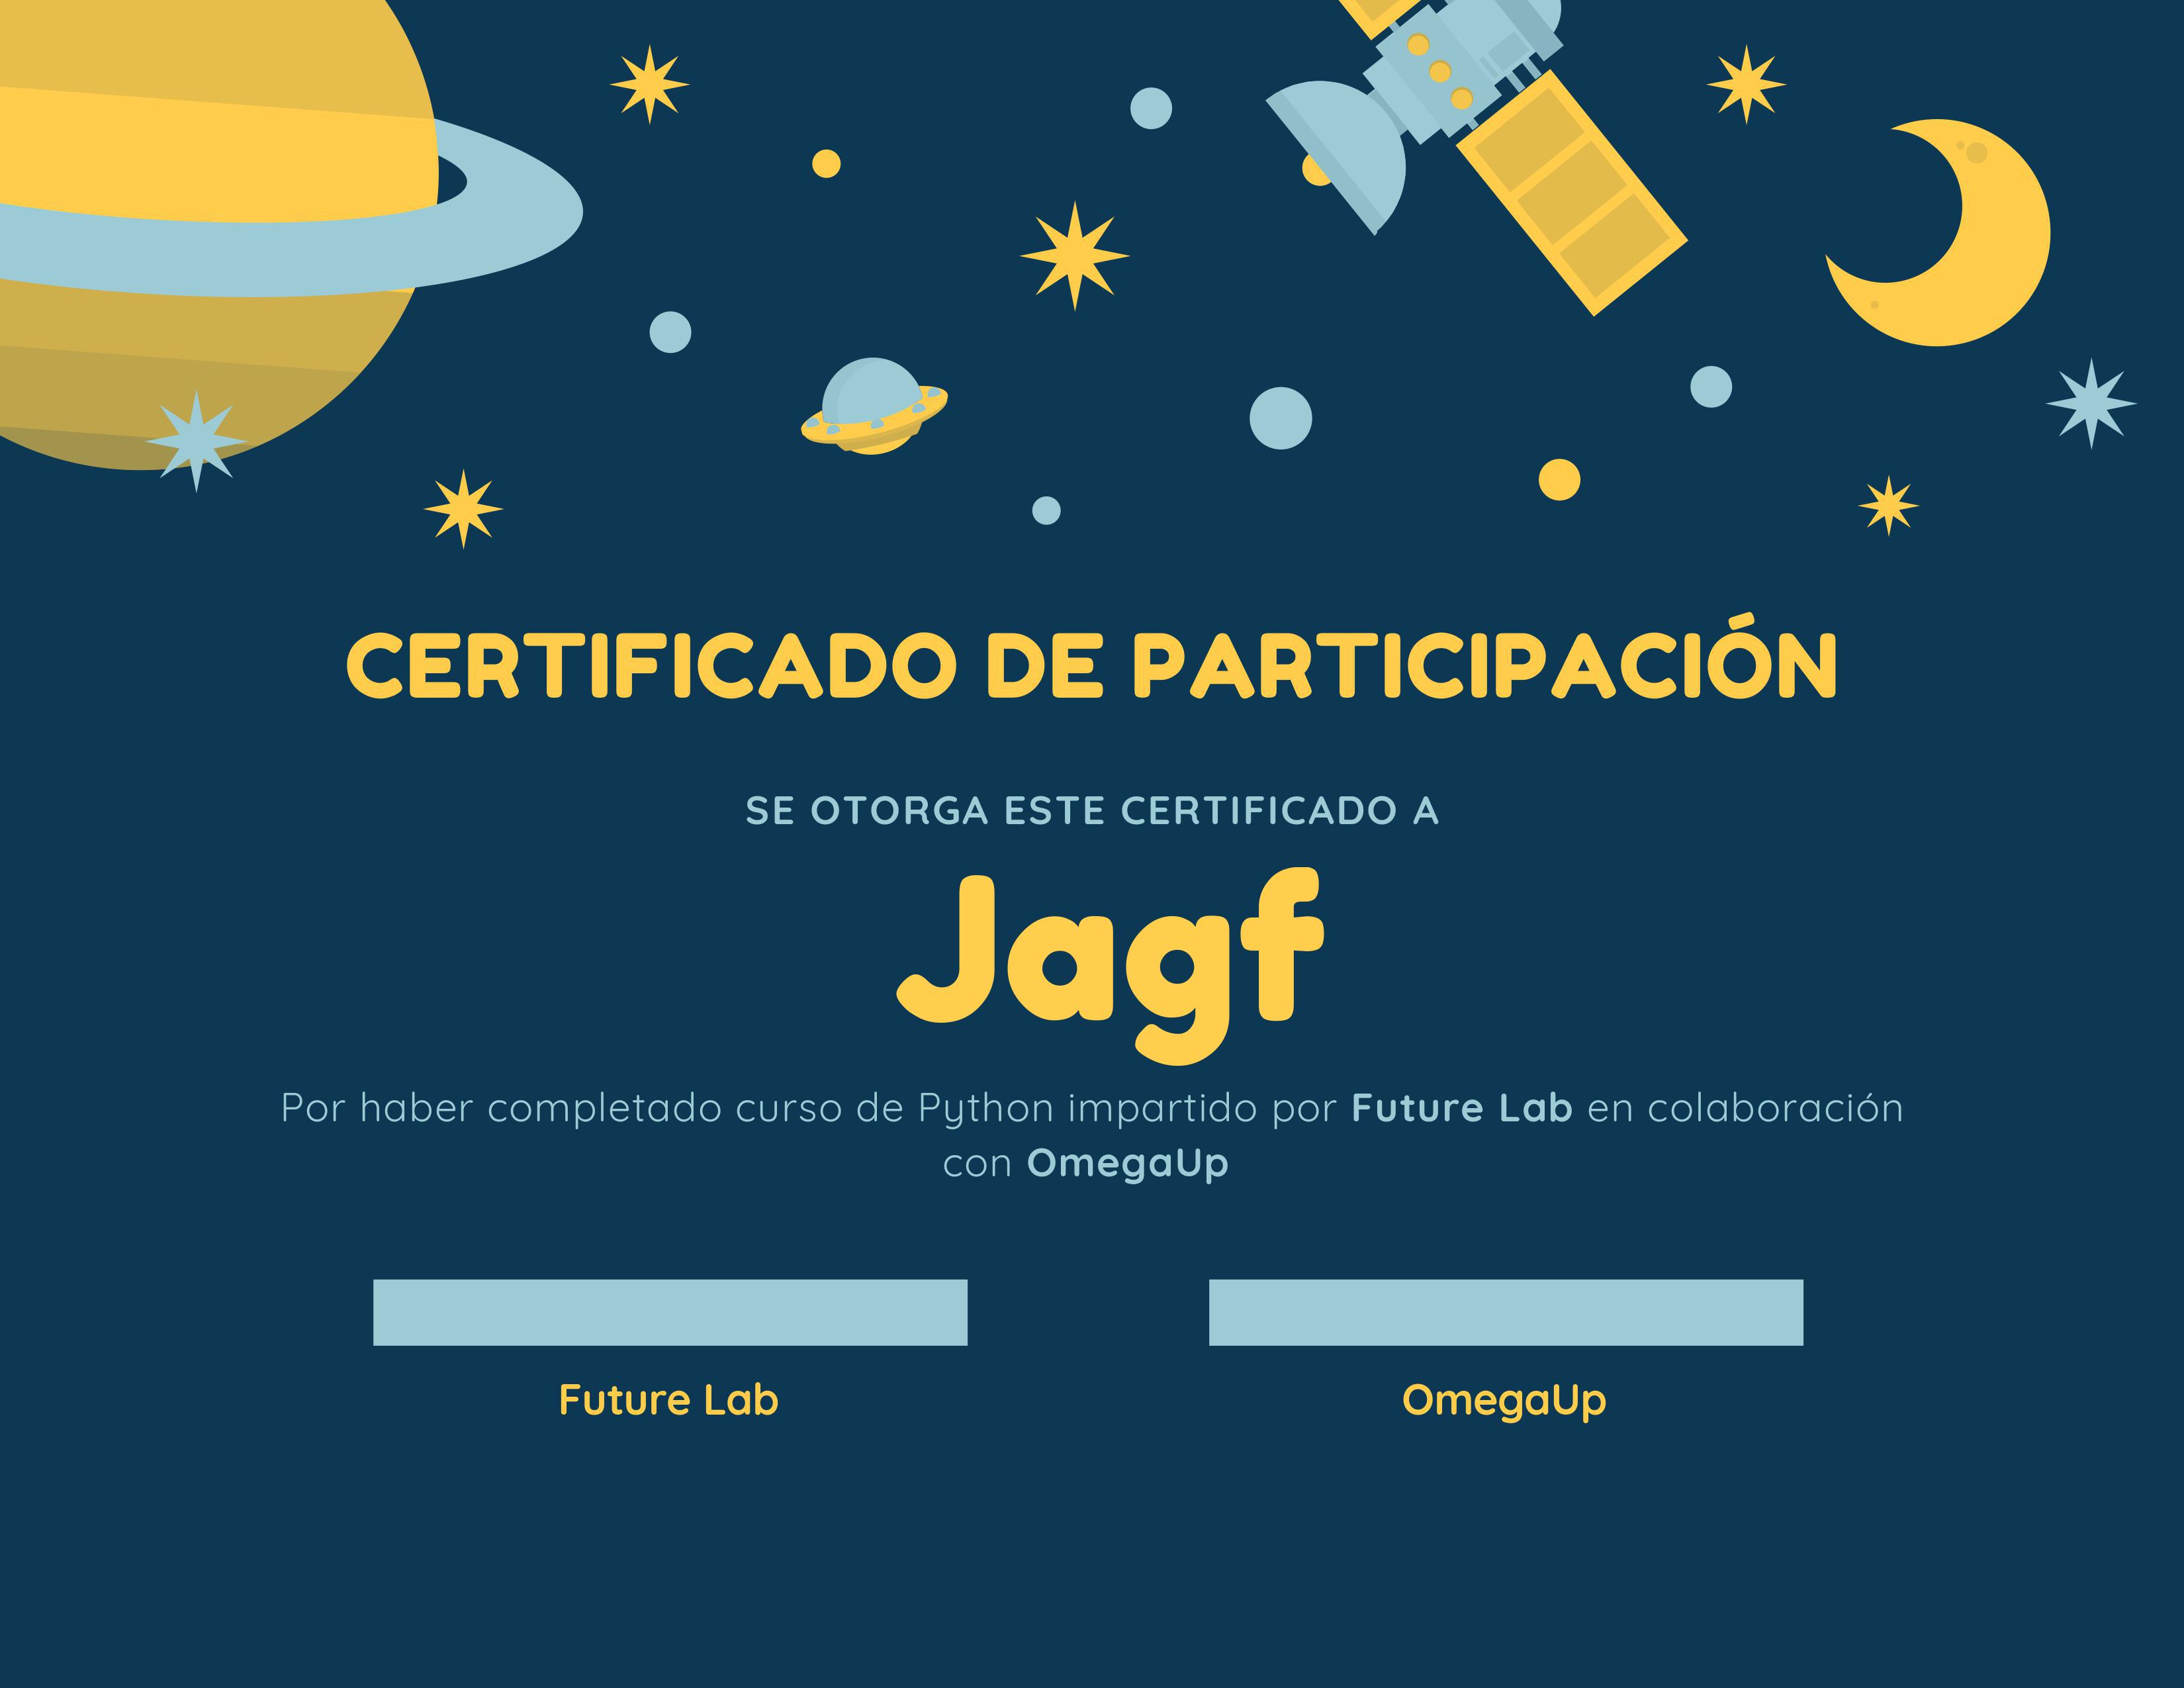 CERTIFICADO DE PARTICIPACIÓN
SE OTORGA ESTE CERTIFICADO A
Jagf
Por haber completado curso de Python impartido por Future Lab en colaboración
con OmegaUp
Future Lab
OmegaUp